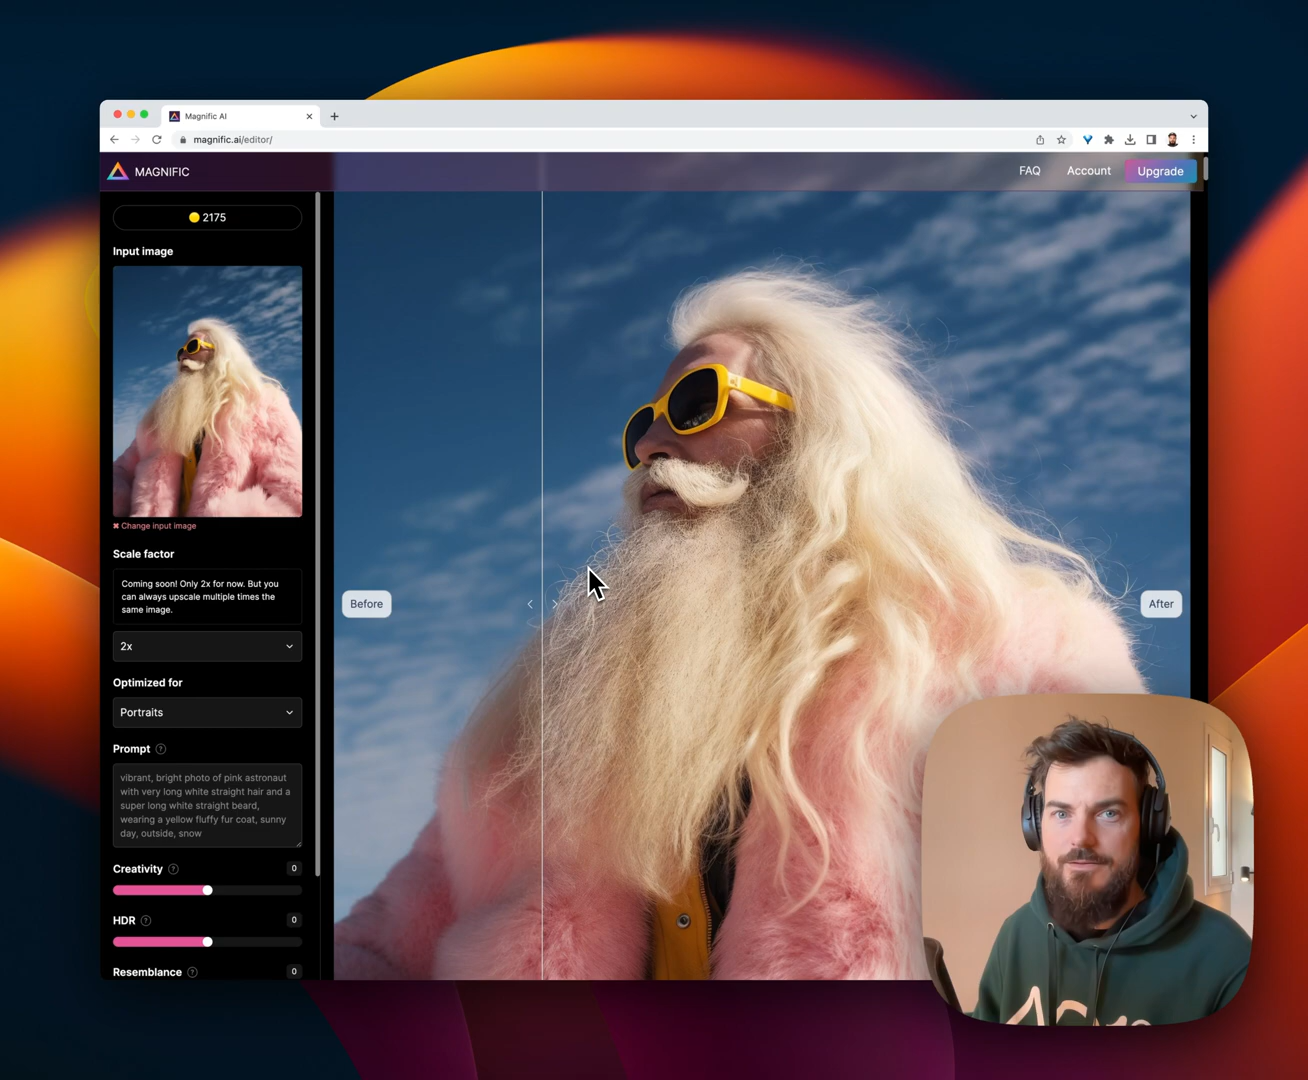 Magnific AI
magnific.ai/editor/
MAGNIFIC
FAQ
Account
Upgrade
2175
Input image
✖ Change input image
Scale factor
Coming soon! Only 2x for now. But you
can always upscale multiple times the
same image.
2x
Optimized for
Portraits
Prompt ?
vibrant, bright photo of pink astronaut
with very long white straight hair and a
super long white straight beard,
wearing a yellow fluffy fur coat, sunny
day, outside, snow
Creativity ? 0
HDR ? 0
Resemblance ? 0
Before
After